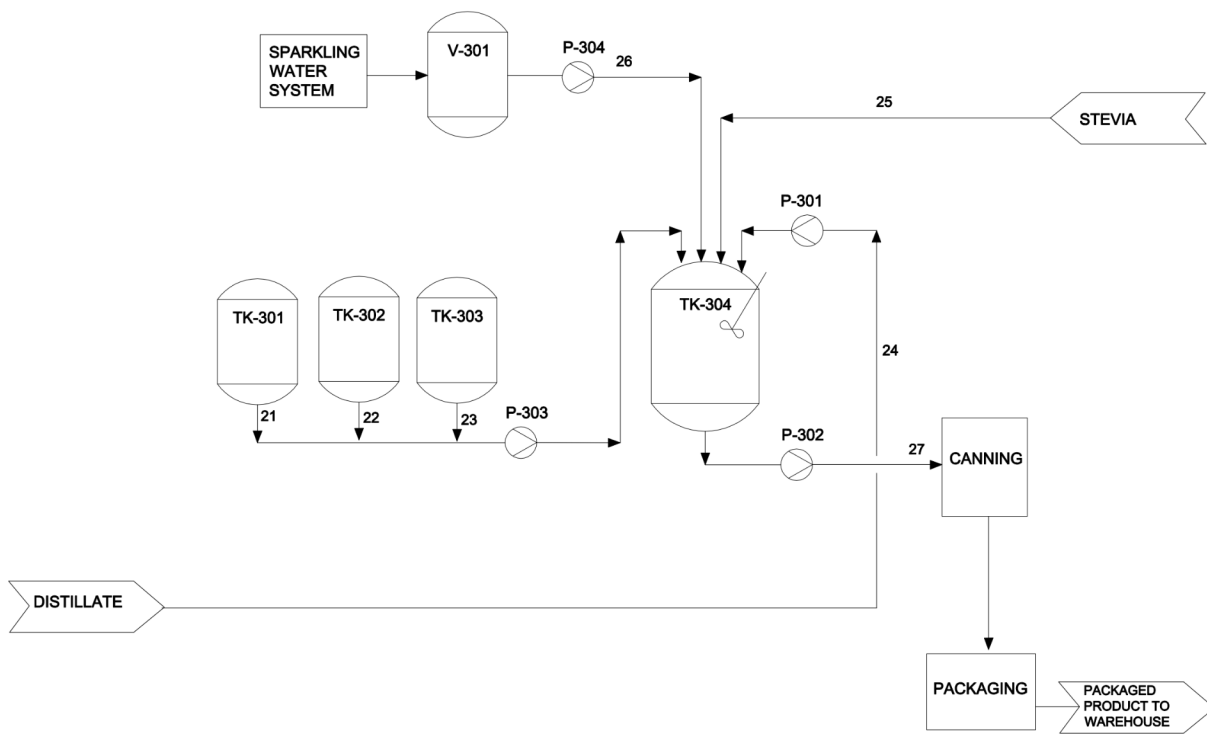 SPARKLING
WATER
SYSTEM
V-301
P-304
26
25
STEVIA
P-301
TK-301
TK-302
TK-303
TK-304
24
21
22
23
P-303
P-302
27
CANNING
DISTILLATE
PACKAGING
PACKAGED
PRODUCT TO
WAREHOUSE